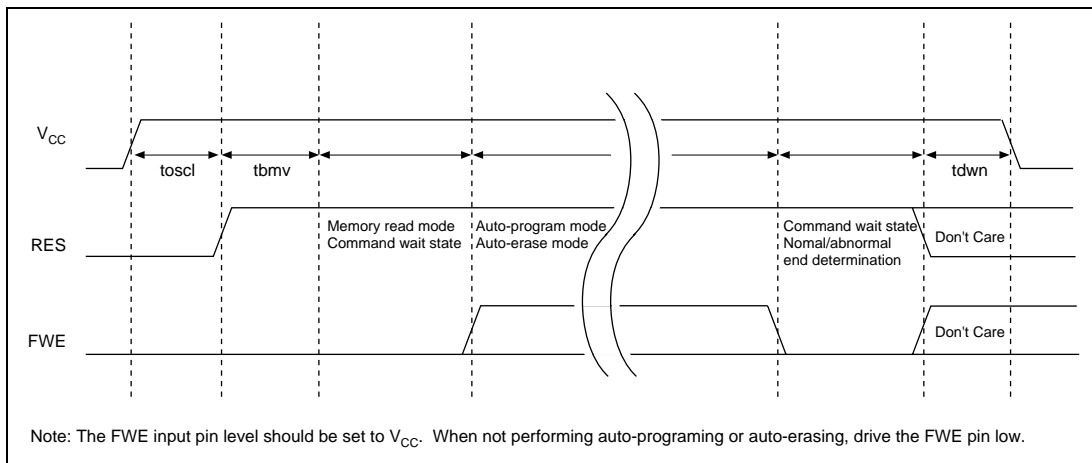 V_CC
toscl
tbmv
tdwn
RES
Memory read mode
Command wait state
Auto-program mode
Auto-erase mode
Command wait state
Nomal/abnormal
end determination
Don't Care
FWE
Don't Care
Note: The FWE input pin level should be set to V_CC. When not performing auto-programing or auto-erasing, drive the FWE pin low.